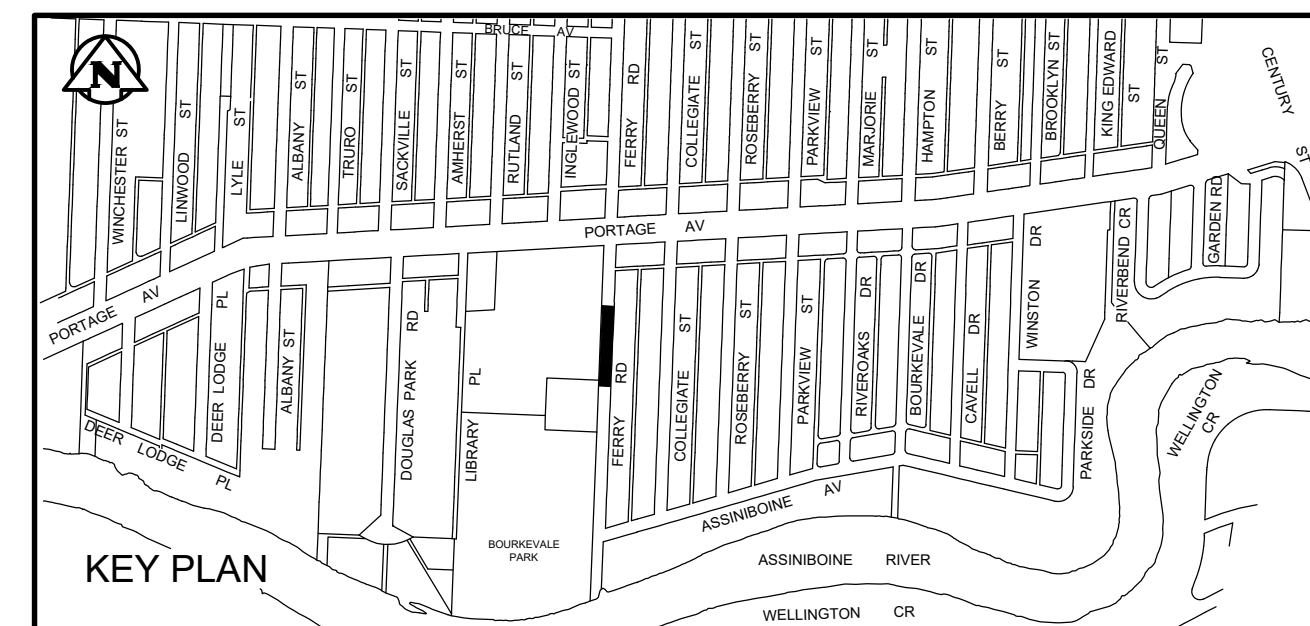 N
BRUCE AV
CENTURY ST
WINCHESTER ST
LINWOOD ST
LYLE ST
ALBANY ST
TRURO ST
SACKVILLE ST
AMHERST ST
RUTLAND ST
INGLEWOOD ST
FERRY RD
COLLEGIATE ST
ROSEBERRY ST
PARKVIEW ST
MARJORIE ST
HAMPTON ST
BERRY ST
BROOKLYN ST
KING EDWARD ST
QUEEN ST
PORTAGE AV
PORTAGE AV
DEER LODGE PL
ALBANY ST
DOUGLAS PARK RD
LIBRARY PL
FERRY RD
COLLEGIATE ST
ROSEBERRY ST
PARKVIEW ST
RIVEROAKS DR
BOURKEVALE DR
CAVELL DR
WINSTON DR
PARKSIDE DR
RIVERBEND CR
GARDEN RD
WELLINGTON CR
DEER LODGE PL
ASSINIBOINE AV
BOURKEVALE
PARK
KEY PLAN
ASSINIBOINE RIVER
WELLINGTON CR